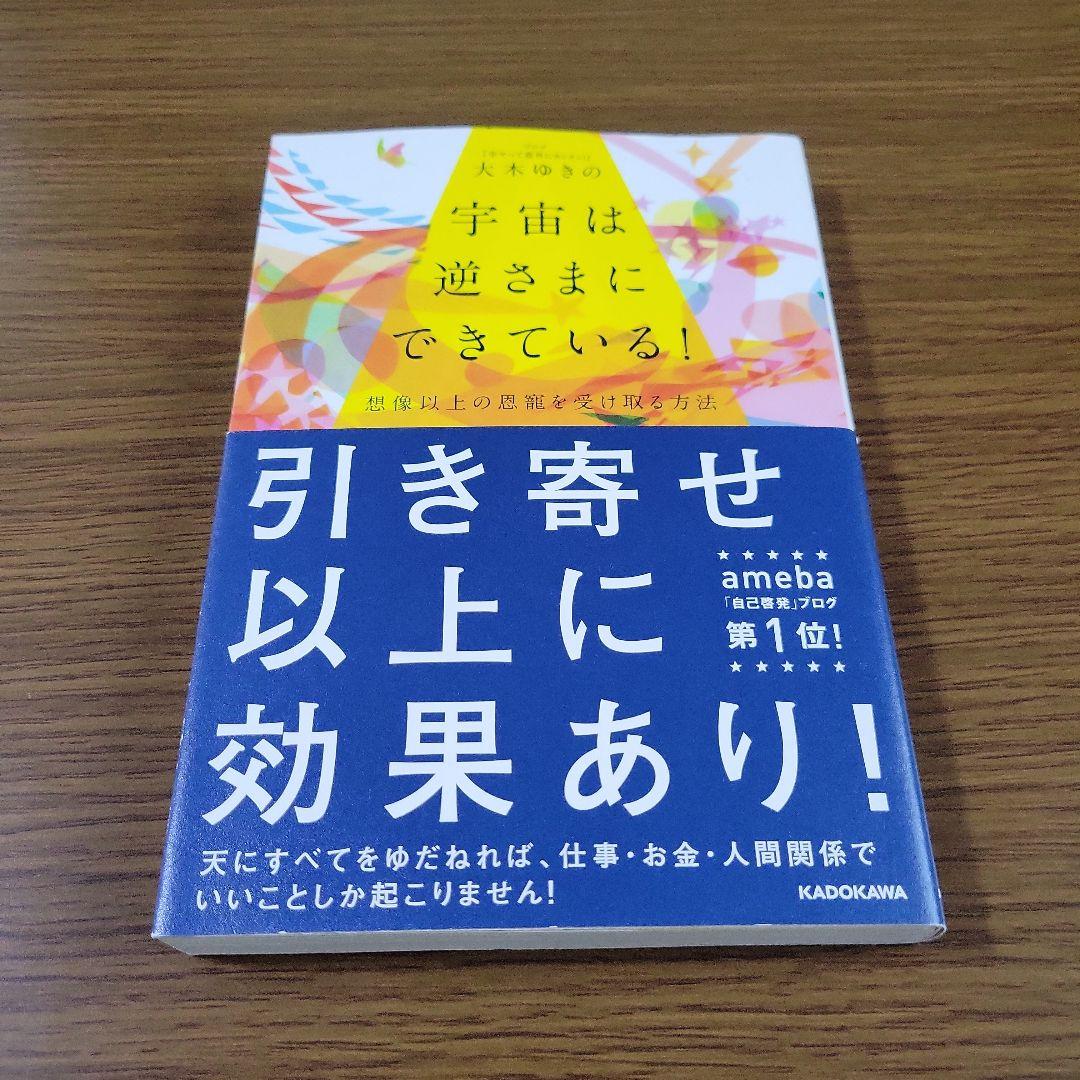 ブログ
大木ゆきの
宇宙は
逆さまに
できている!
想像以上の恩寵を受け取る方法
引き寄せ
以上に
効果あり!
★★★★★
ameba
「自己啓発」ブログ
第1位!
★★★★★
天にすべてをゆだねれば、仕事・お金・人間関係で
いいことしか起こりません!
KADOKAWA